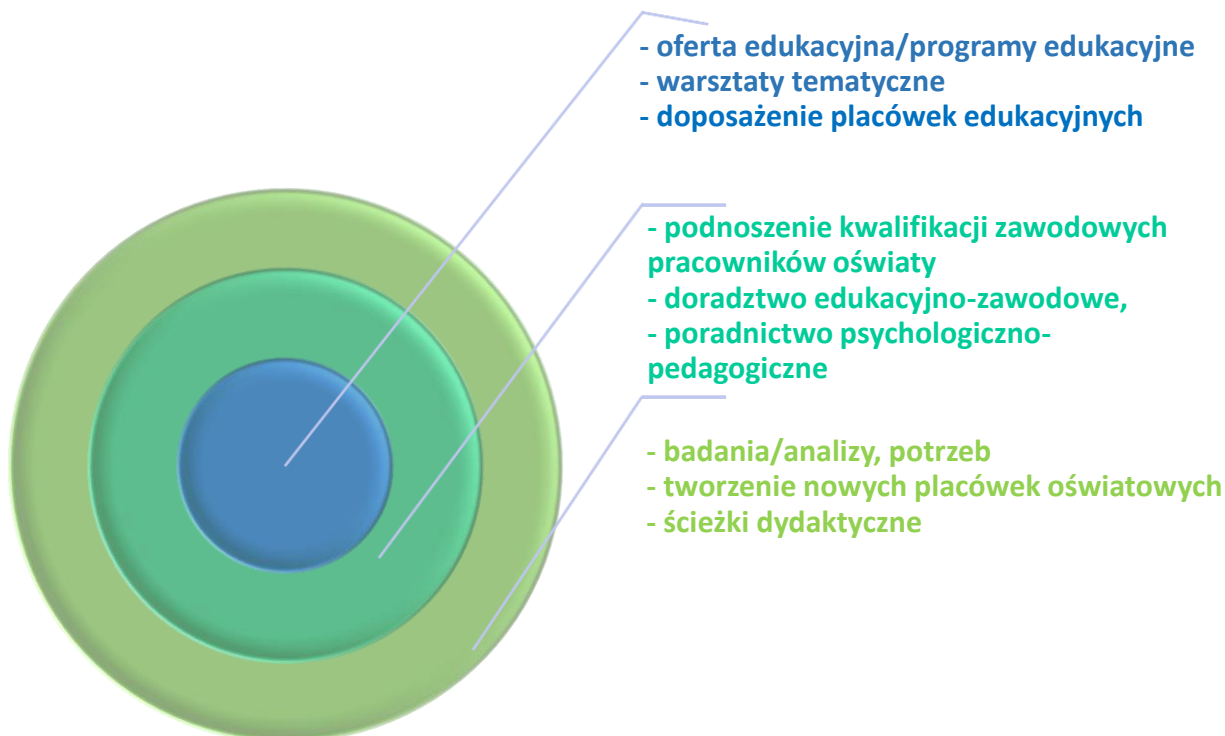 - oferta edukacyjna/programy edukacyjne
- warsztaty tematyczne
- doposażenie placówek edukacyjnych
- podnoszenie kwalifikacji zawodowych
pracowników oświaty
- doradztwo edukacyjno-zawodowe,
- poradnictwo psychologiczno-
pedagogiczne
- badania/analizy, potrzeb
- tworzenie nowych placówek oświatowych
- ścieżki dydaktyczne